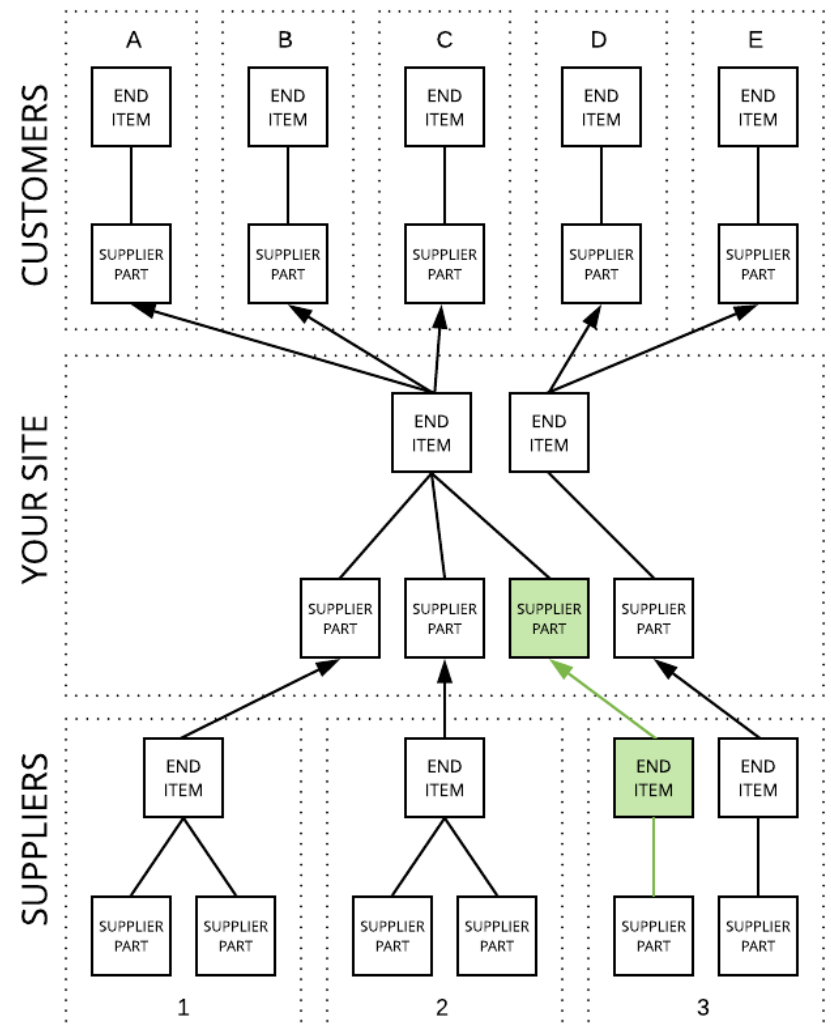 CUSTOMERS
A
B
C
D
E
END
ITEM
END
ITEM
END
ITEM
END
ITEM
END
ITEM
SUPPLIER
PART
SUPPLIER
PART
SUPPLIER
PART
SUPPLIER
PART
SUPPLIER
PART
YOUR SITE
END
ITEM
END
ITEM
SUPPLIER
PART
SUPPLIER
PART
SUPPLIER
PART
SUPPLIER
PART
SUPPLIERS
END
ITEM
END
ITEM
END
ITEM
END
ITEM
SUPPLIER
PART
SUPPLIER
PART
SUPPLIER
PART
SUPPLIER
PART
SUPPLIER
PART
SUPPLIER
PART
1
2
3